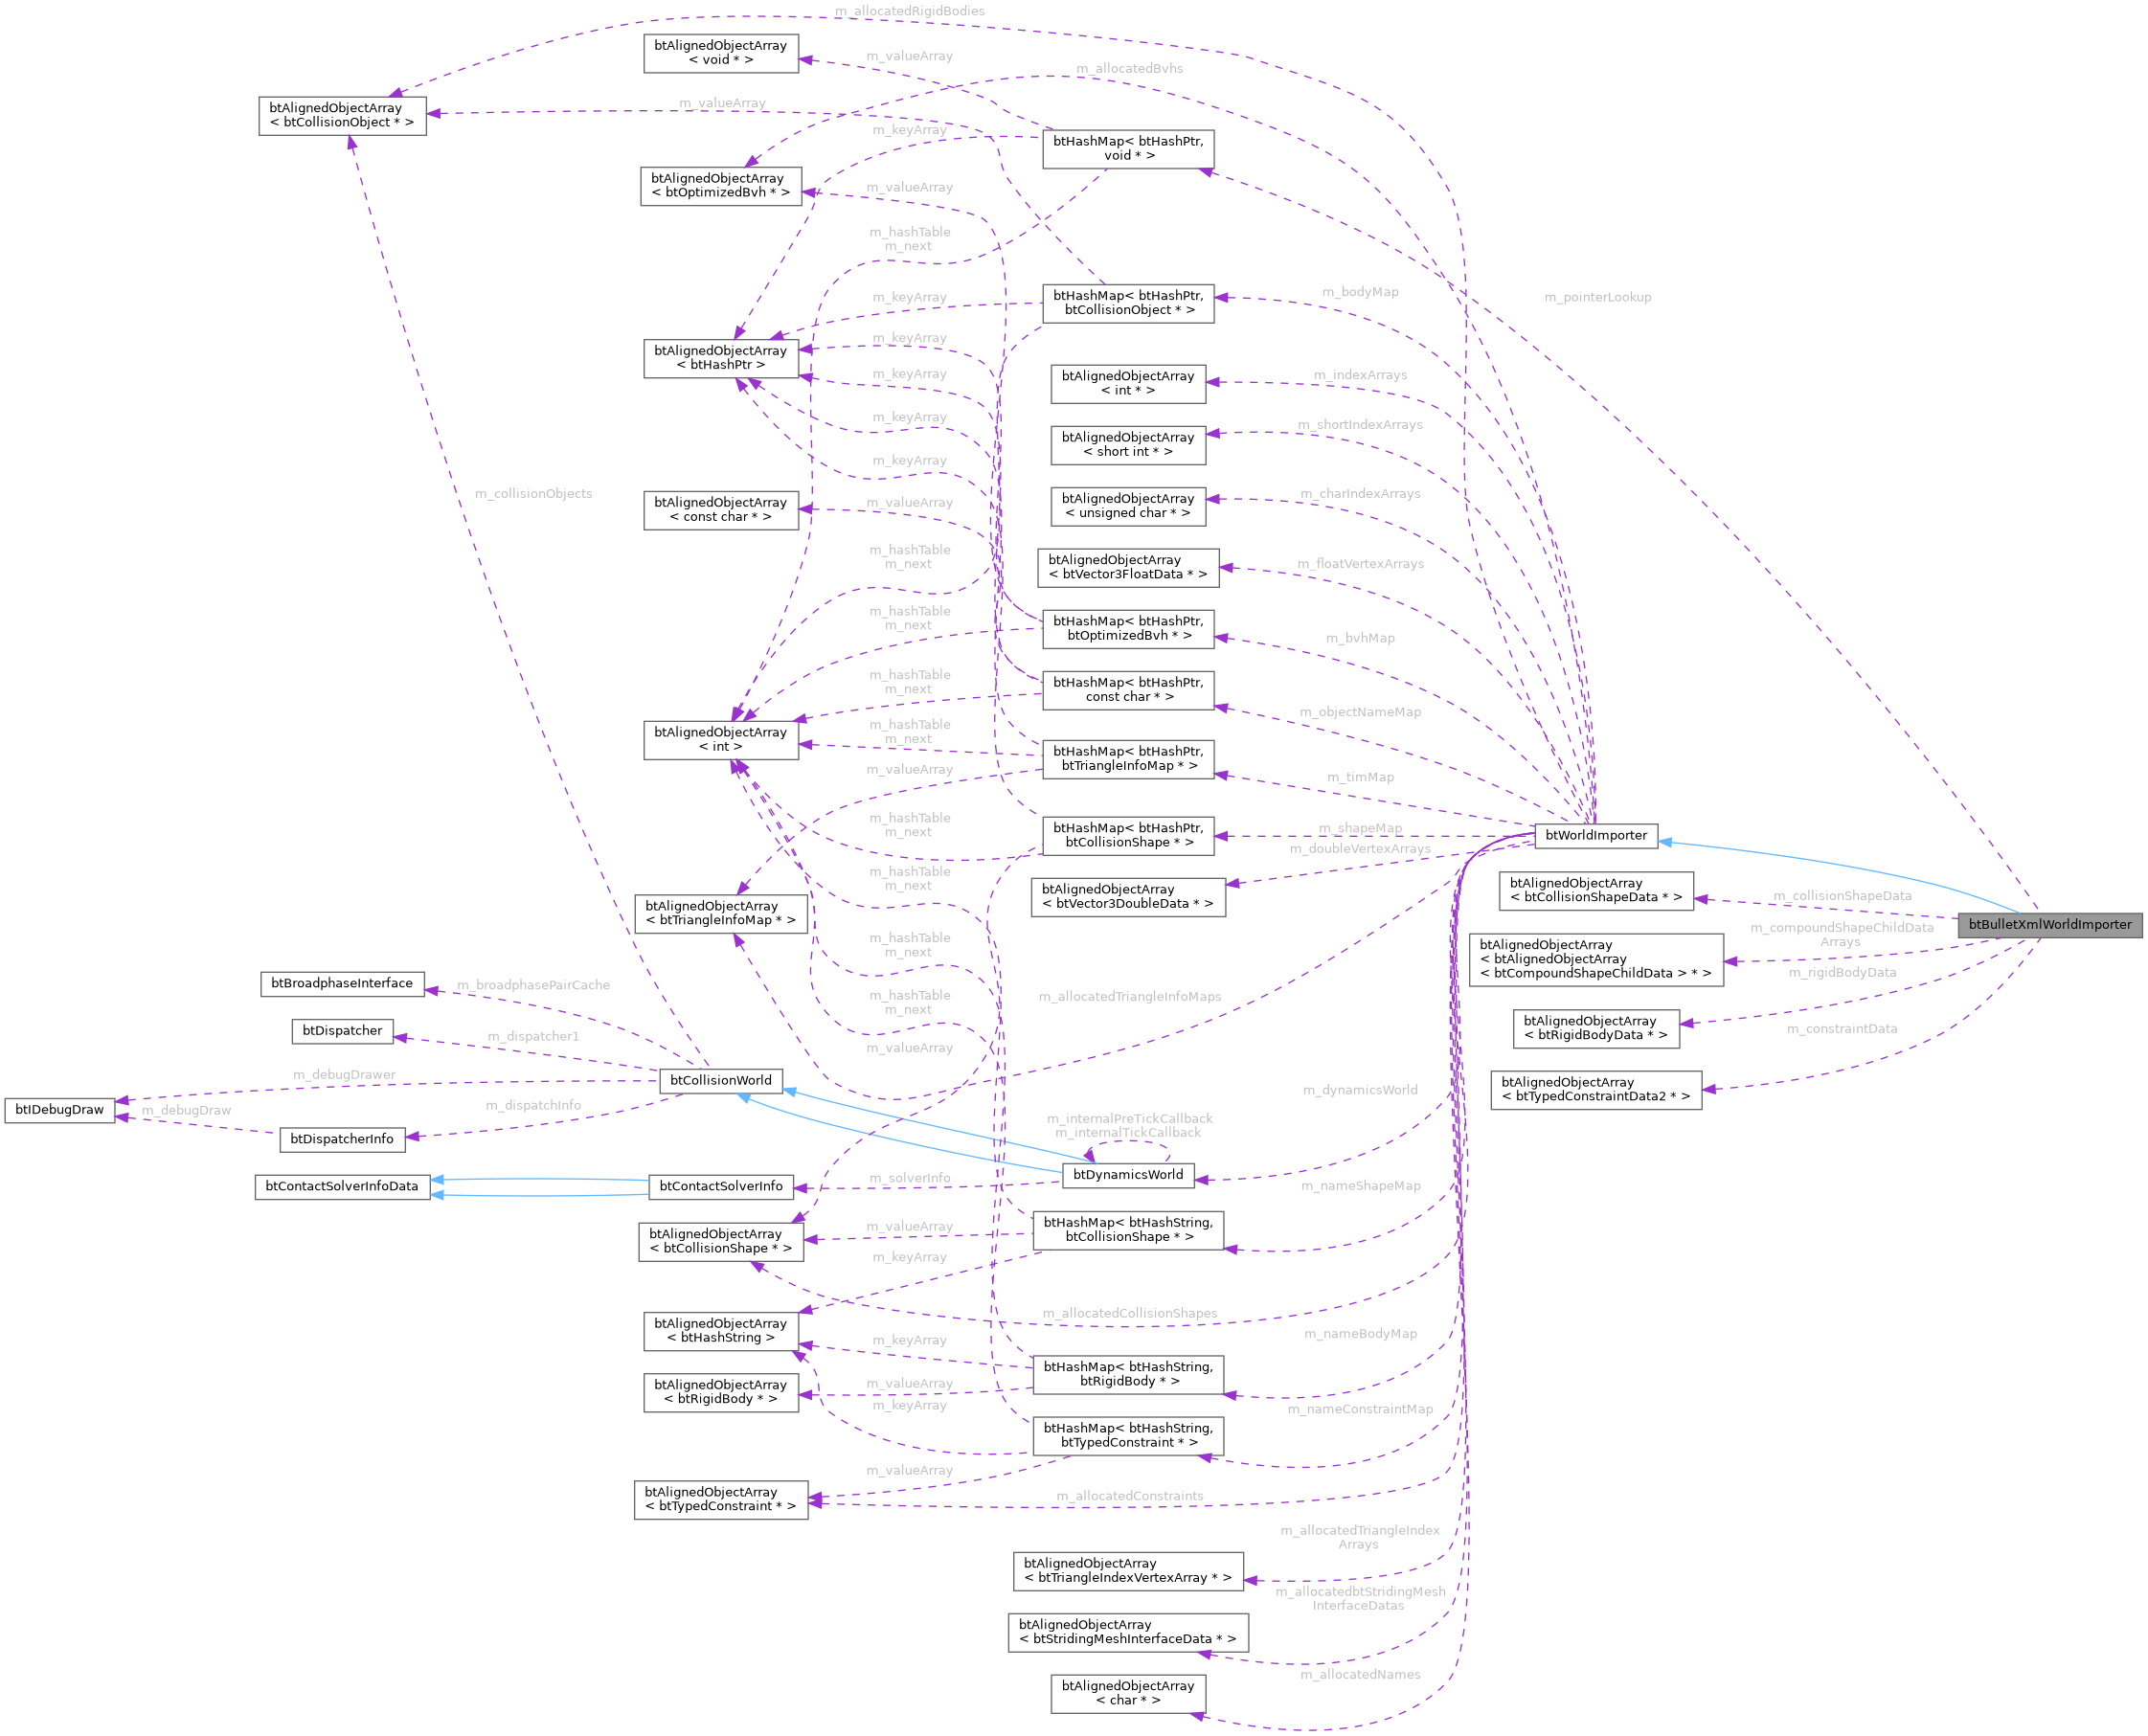 m_allocatedRigidBodies
btAlignedObjectArray
< void * >
m_valueArray
m_allocatedBvhs
btAlignedObjectArray
< btCollisionObject * >
m_valueArray
m_keyArray
btHashMap< btHashPtr,
void * >
btAlignedObjectArray
< btOptimizedBvh * >
m_valueArray
m_hashTable
m_next
m_keyArray
btHashMap< btHashPtr,
btCollisionObject * >
m_bodyMap
m_pointerLookup
btAlignedObjectArray
< btHashPtr >
m_keyArray
m_keyArray
btAlignedObjectArray
< int * >
m_indexArrays
m_keyArray
btAlignedObjectArray
< short int * >
m_shortIndexArrays
m_keyArray
m_collisionObjects
btAlignedObjectArray
< const char * >
m_valueArray
btAlignedObjectArray
< unsigned char * >
m_charIndexArrays
m_hashTable
m_next
btAlignedObjectArray
< btVector3FloatData * >
m_floatVertexArrays
m_hashTable
m_next
btHashMap< btHashPtr,
btOptimizedBvh * >
m_bvhMap
m_hashTable
m_next
btHashMap< btHashPtr,
const char * >
m_objectNameMap
btAlignedObjectArray
< int >
m_hashTable
m_next
btHashMap< btHashPtr,
btTriangleInfoMap * >
m_timMap
m_valueArray
m_hashTable
m_next
btHashMap< btHashPtr,
btCollisionShape * >
m_shapeMap
m_doubleVertexArrays
btWorldImporter
m_hashTable
m_next
btAlignedObjectArray
< btVector3DoubleData * >
btAlignedObjectArray
< btCollisionShapeData * >
m_collisionShapeData
btAlignedObjectArray
< btTriangleInfoMap * >
btBulletXmlWorldImporter
m_hashTable
m_next
btAlignedObjectArray
< btAlignedObjectArray
< btCompoundShapeChildData > * >
m_compoundShapeChildData
Arrays
m_rigidBodyData
btBroadphaseInterface
m_broadphasePairCache
m_hashTable
m_next
m_allocatedTriangleInfoMaps
btAlignedObjectArray
< btRigidBodyData * >
m_constraintData
btDispatcher
m_dispatcher1
m_valueArray
btCollisionWorld
m_debugDrawer
btAlignedObjectArray
< btTypedConstraintData2 * >
m_dynamicsWorld
btIDebugDraw
m_debugDraw
m_dispatchInfo
btDispatcherInfo
m_internalPreTickCallback
m_internalTickCallback
btDynamicsWorld
btContactSolverInfoData
btContactSolverInfo
m_solverInfo
m_nameShapeMap
btAlignedObjectArray
< btCollisionShape * >
m_valueArray
btHashMap< btHashString,
btCollisionShape * >
m_keyArray
m_allocatedCollisionShapes
btAlignedObjectArray
< btHashString >
m_keyArray
m_nameBodyMap
btHashMap< btHashString,
btRigidBody * >
btAlignedObjectArray
< btRigidBody * >
m_valueArray
m_keyArray
m_nameConstraintMap
btHashMap< btHashString,
btTypedConstraint * >
m_valueArray
btAlignedObjectArray
< btTypedConstraint * >
m_allocatedConstraints
m_allocatedTriangleIndex
Arrays
btAlignedObjectArray
< btTriangleIndexVertexArray * >
m_allocatedbtStridingMesh
InterfaceDatas
btAlignedObjectArray
< btStridingMeshInterfaceData * >
m_allocatedNames
btAlignedObjectArray
< char * >